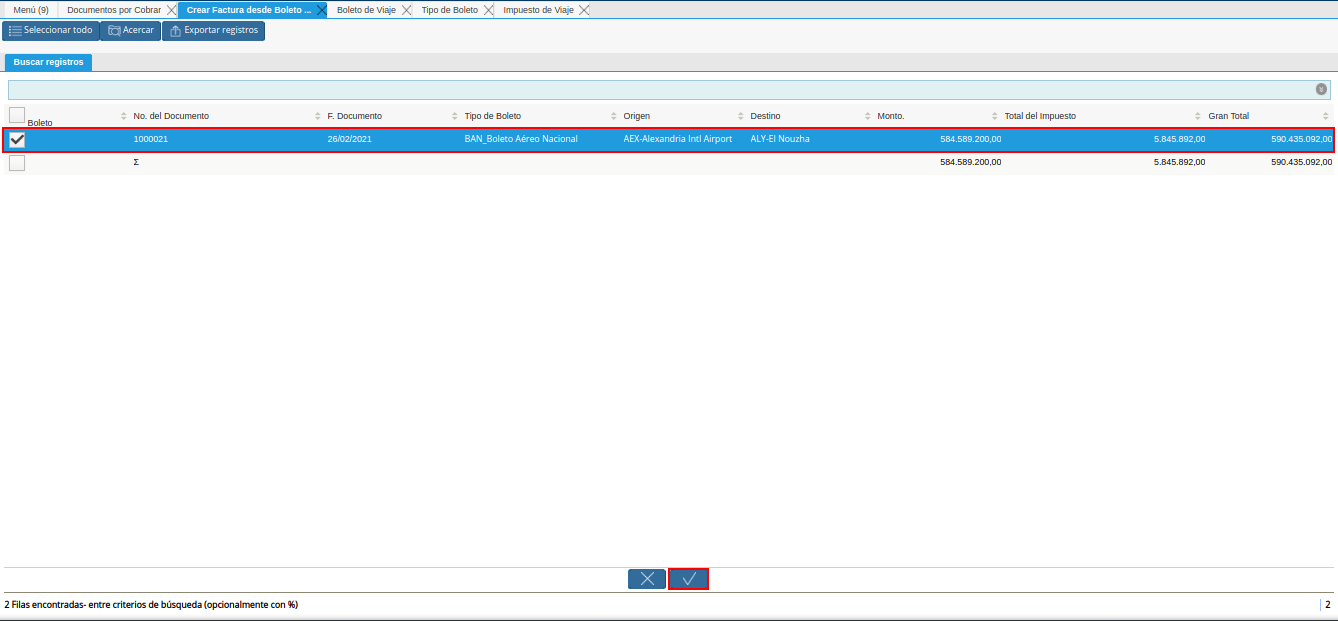 Menú (9) Documentos por Cobrar Crear Factura desde Boleto ... Boleto de Viaje Tipo de Boleto Impuesto de Viaje
Seleccionar todo Acercar Exportar registros
Buscar registros
Boleto No. del Documento F. Documento Tipo de Boleto Origen Destino Monto. Total del Impuesto Gran Total
1000021 26/02/2021 BAN_Boleto Aéreo Nacional AEX-Alexandria Intl Airport ALY-El Nouzha 584.589.200,00 5.845.892,00 590.435.092,00
Σ 584.589.200,00 5.845.892,00 590.435.092,00
2 Filas encontradas- entre criterios de búsqueda (opcionalmente con %) 2